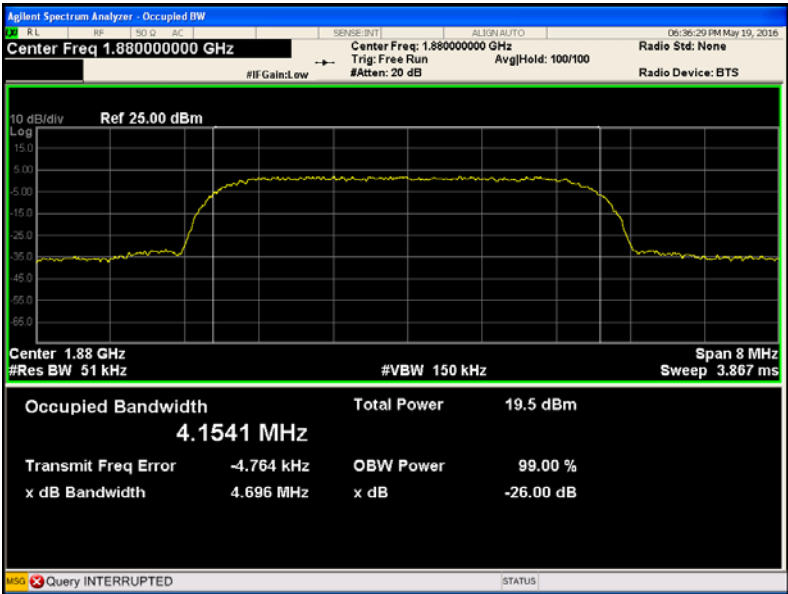 Agilent Spectrum Analyzer - Occupied BW
LXI RL RF 50 Ω AC SENSE:INT ALIGN AUTO 06:36:29 PM May 19, 2016
Center Freq 1.880000000 GHz Center Freq: 1.880000000 GHz Radio Std: None
Trig: Free Run Avg|Hold: 100/100
#IFGain:Low #Atten: 20 dB Radio Device: BTS
10 dB/div Ref 25.00 dBm
Log
15.0
5.00
-5.00
-15.0
-25.0
-35.0
-45.0
-55.0
-65.0
Center 1.88 GHz Span 8 MHz
#Res BW 51 kHz #VBW 150 kHz Sweep 3.867 ms
Occupied Bandwidth Total Power 19.5 dBm
4.1541 MHz
Transmit Freq Error -4.764 kHz OBW Power 99.00 %
x dB Bandwidth 4.696 MHz x dB -26.00 dB
MSG Query INTERRUPTED STATUS